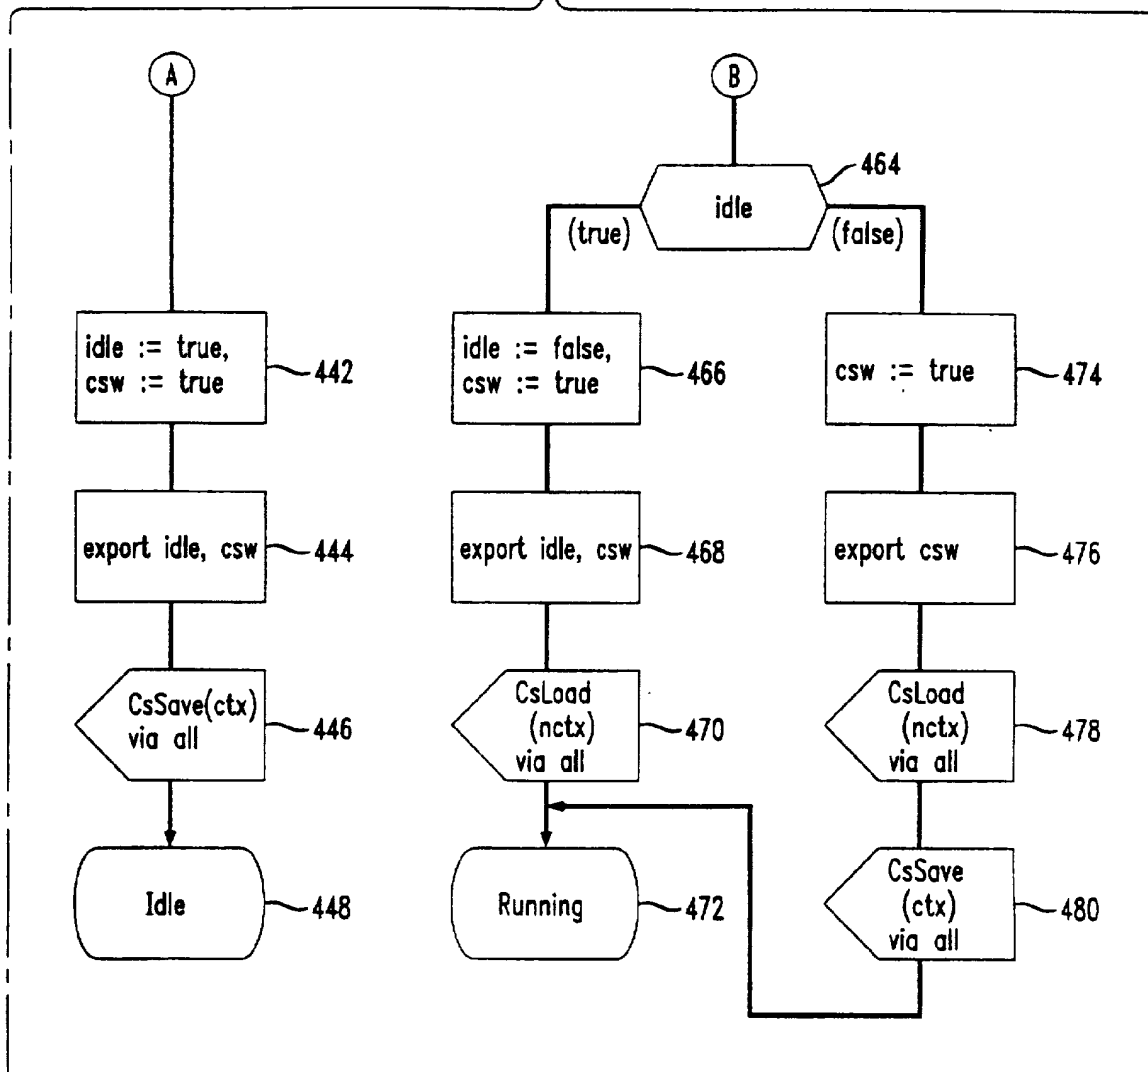 A
B
464
idle
(true)
(false)
idle := true,
csw := true
442
idle := false,
csw := true
466
csw := true
474
export idle, csw
444
export idle, csw
468
export csw
476
CsSave(ctx)
via all
446
CsLoad
(nctx)
via all
470
CsLoad
(nctx)
via all
478
Idle
448
Running
472
CsSave
(ctx)
via all
480